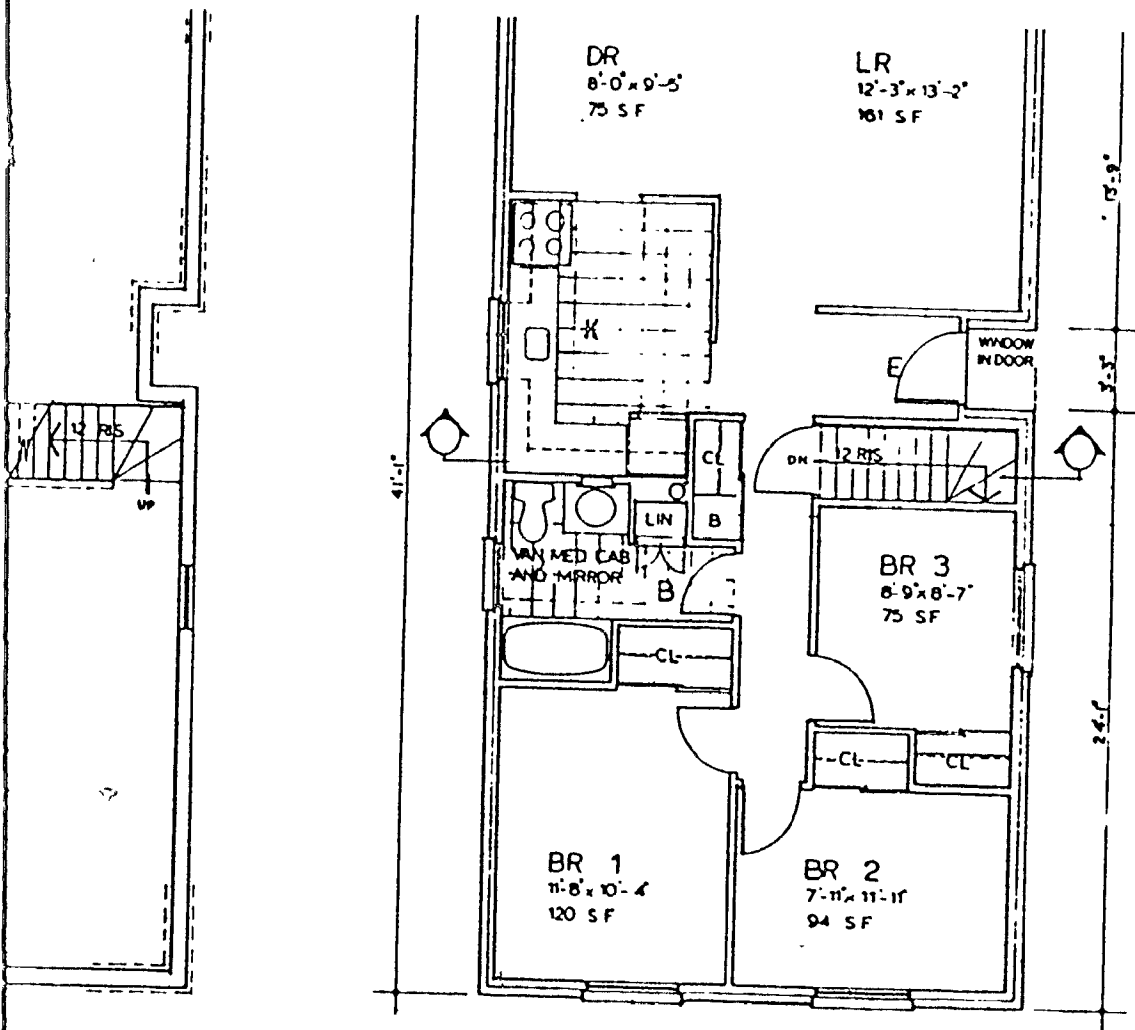 DR
8'-0" x 9'-5"
75 SF
LR
12'-3" x 13'-2"
161 SF
13'-9"
K
E
WINDOW
IN DOOR
3'-3"
12 RIS
UP
41'-1"
CL
DN
12 RIS
LIN
B
VAN MED CAB
AND MIRROR
B
BR 3
8'-9" x 8'-7"
75 SF
CL
24'-1"
CL
CL
BR 1
11'-8" x 10'-4"
120 SF
BR 2
7'-11" x 11'-11"
94 SF